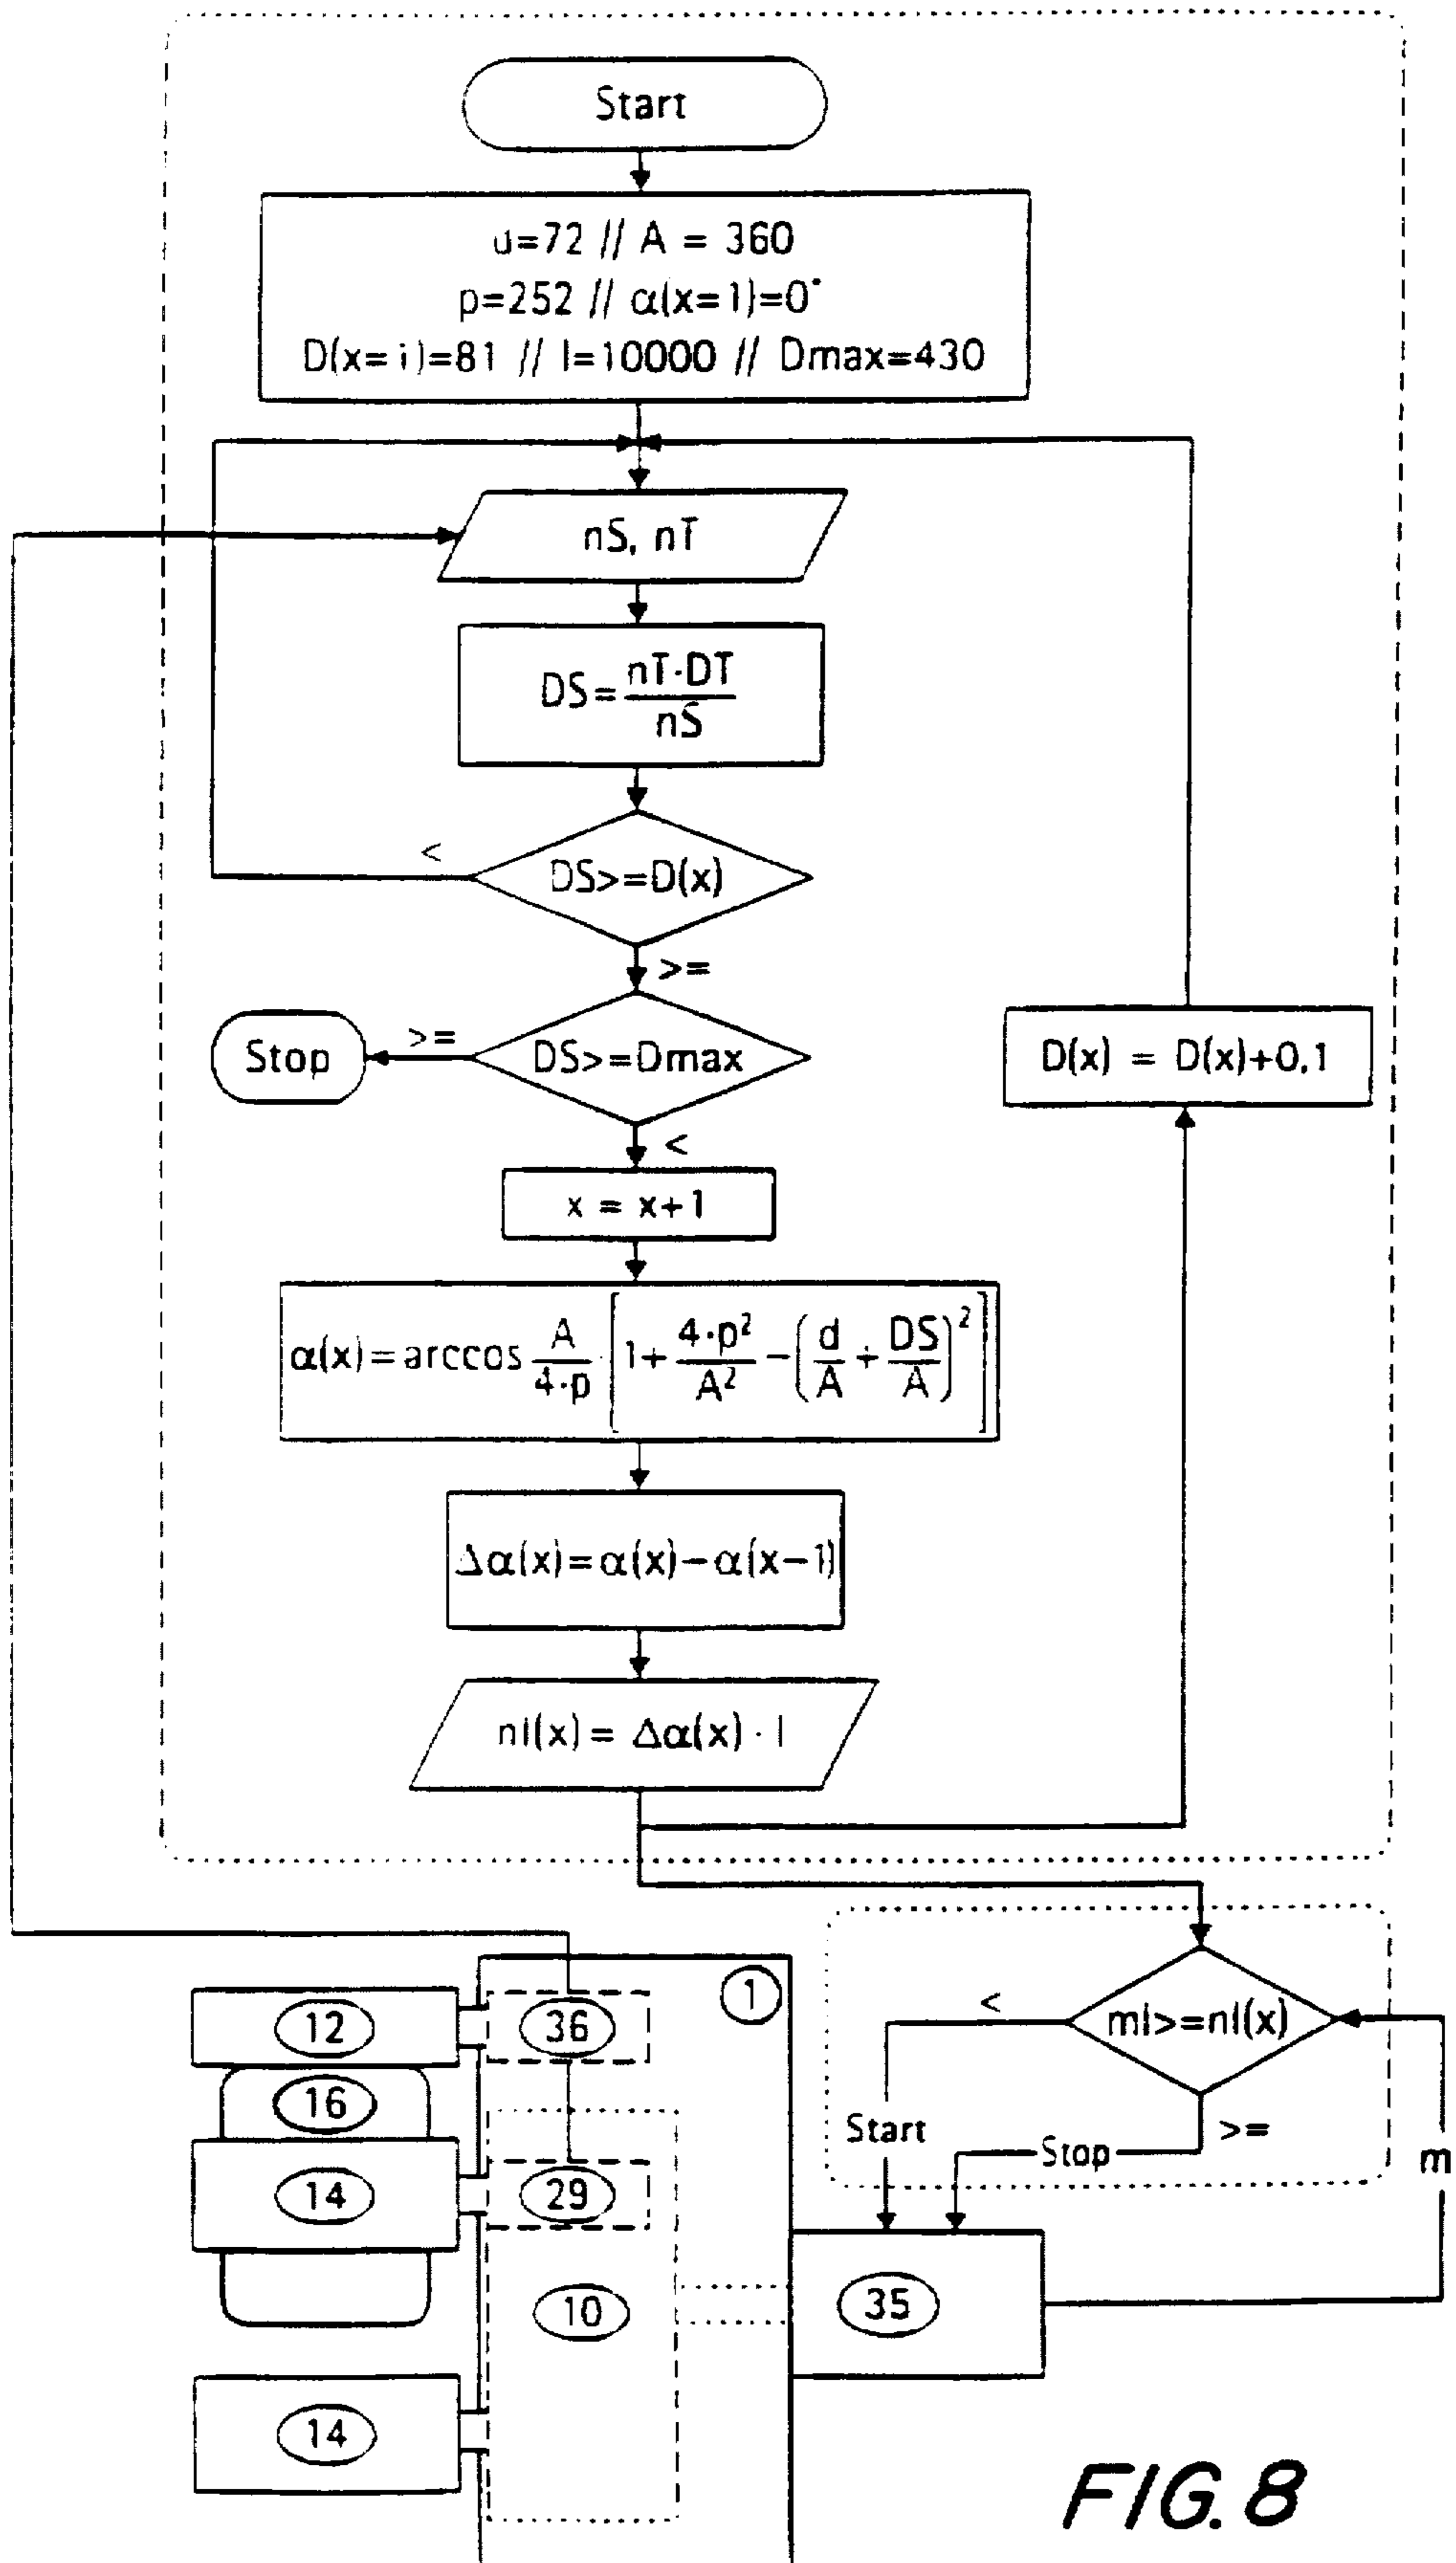 Start
d=72 // A = 360
p=252 // α(x=1)=0°
D(x=i)=81 // I=10000 // Dmax=430
nS, nT
DS = nT·DT / nS
<
DS>=D(x)
>=
Stop
>=
DS>=Dmax
<
D(x) = D(x)+0,1
x = x+1
α(x) = arccos A / 4·p · [1 + 4·p² / A² − (d / A + DS / A)²]
Δα(x) = α(x) − α(x−1)
nI(x) = Δα(x) · I
1
12
36
<
mI>=nI(x)
16
Start
>=
Stop
m
14
29
10
35
14
FIG. 8